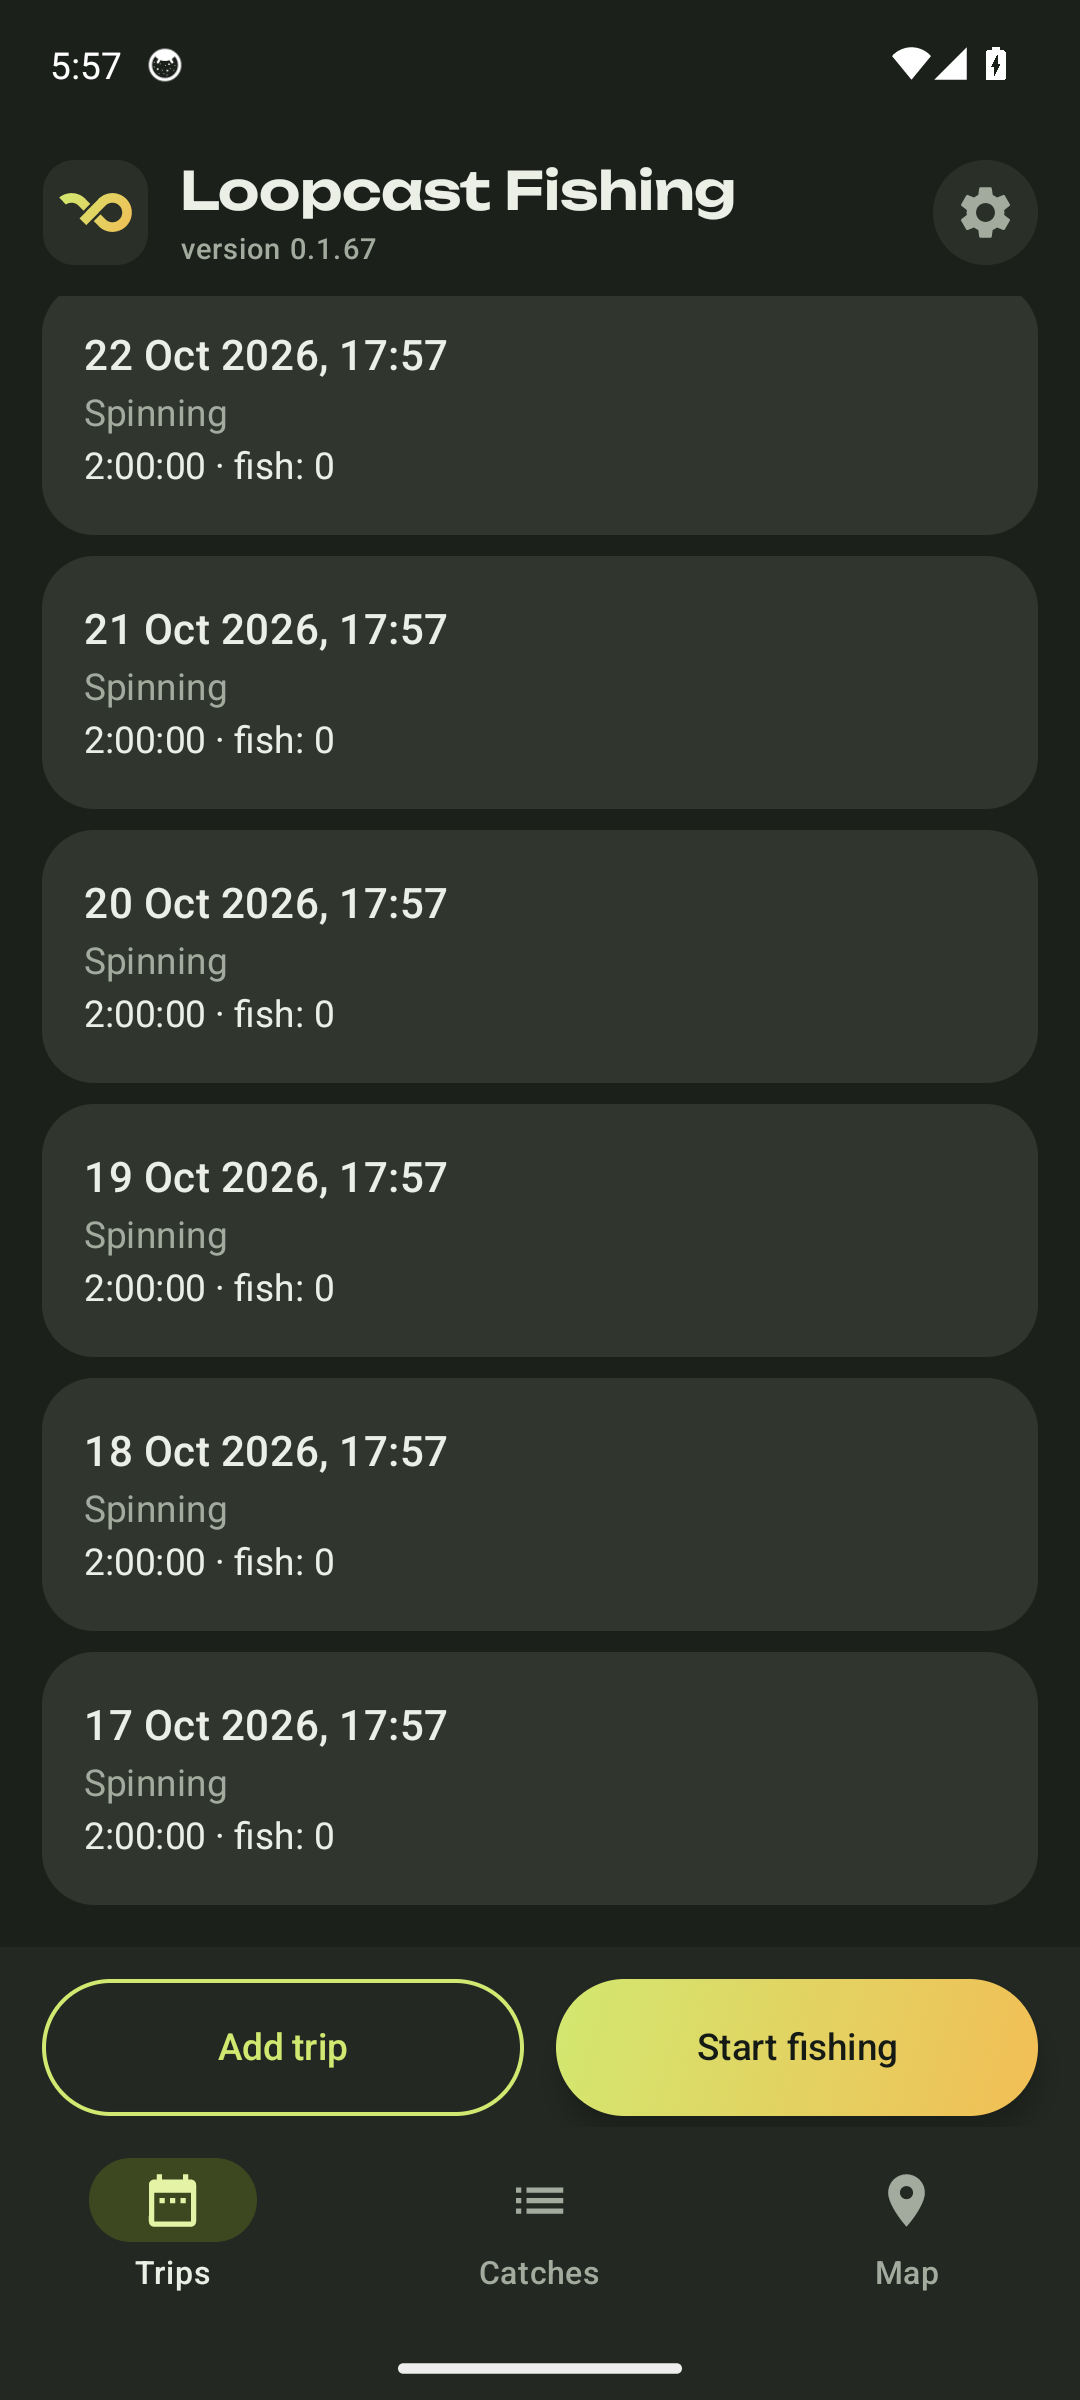 5:57
Loopcast Fishing
version 0.1.67
22 Oct 2026, 17:57
Spinning
2:00:00 · fish: 0
21 Oct 2026, 17:57
Spinning
2:00:00 · fish: 0
20 Oct 2026, 17:57
Spinning
2:00:00 · fish: 0
19 Oct 2026, 17:57
Spinning
2:00:00 · fish: 0
18 Oct 2026, 17:57
Spinning
2:00:00 · fish: 0
17 Oct 2026, 17:57
Spinning
2:00:00 · fish: 0
Add trip
Start fishing
Trips
Catches
Map